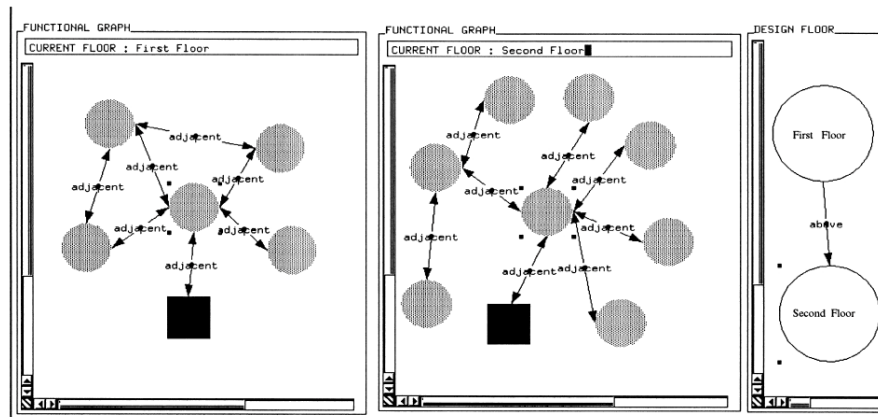 FUNCTIONAL GRAPH
CURRENT FLOOR : First Floor
adjacent
adjacent
adjacent
adjacent
adjacent
adjacent
adjacent
FUNCTIONAL GRAPH
CURRENT FLOOR : Second Floor
adjacent
adjacent
adjacent
adjacent
adjacent
adjacent
adjacent
adjacent
DESIGN FLOOR
First Floor
above
Second Floor